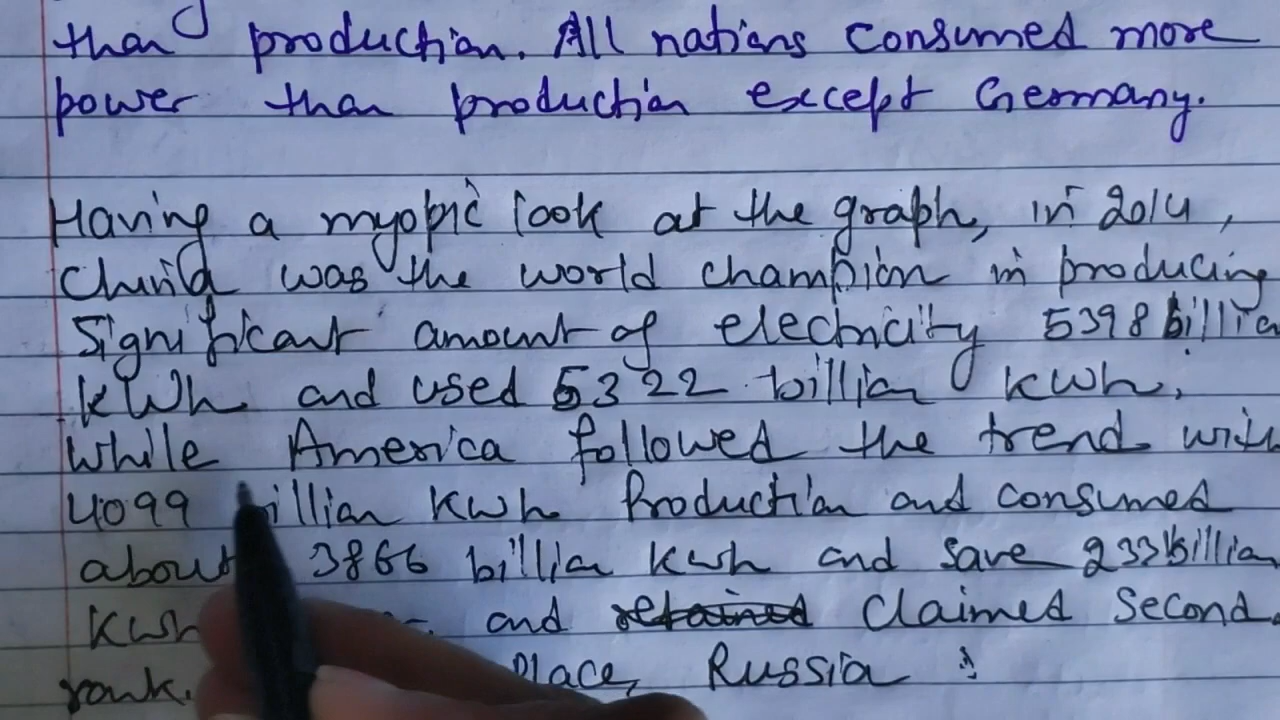 than production. All nations consumed more
power than production except Germany.
Having a myopic look at the graph, in 2014,
China was the world champion in producing
significant amount of electricity 5398 billion
kWh and used 5322 billion kwh,
while America followed the trend with
4099 billion kwh Production and consumed
about 3866 billion kwh and save 233 billion
kwh and retained claimed second
rank. place, Russia